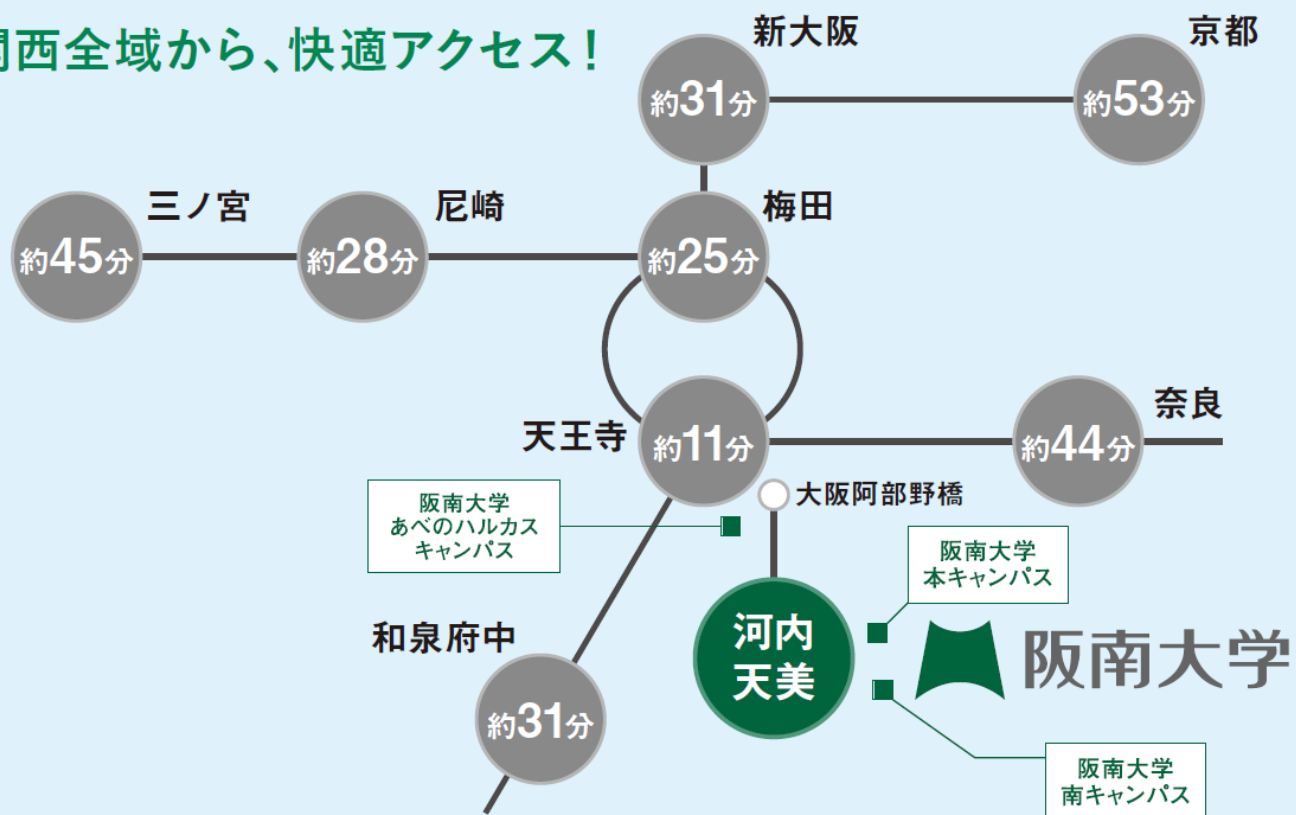 関西全域から、快適アクセス!
新大阪
約31分
京都
約53分
三ノ宮
約45分
尼崎
約28分
梅田
約25分
天王寺
約11分
奈良
約44分
大阪阿部野橋
阪南大学
あべのハルカス
キャンパス
阪南大学
本キャンパス
和泉府中
約31分
河内
天美
阪南大学
阪南大学
南キャンパス